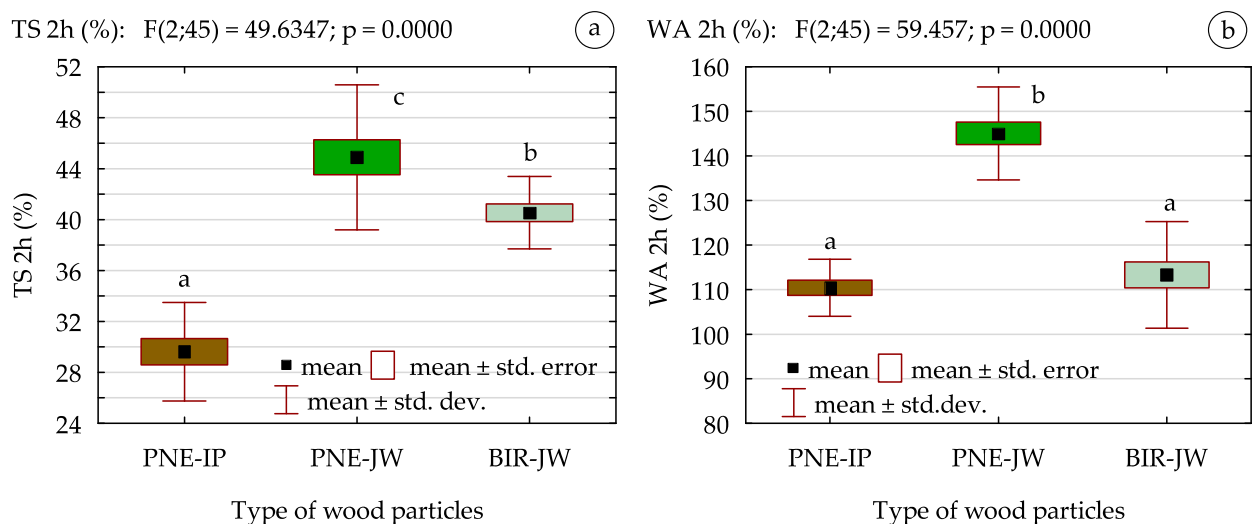 TS 2h (%): F(2;45) = 49.6347; p = 0.0000
a
52
48
44
40
36
32
28
24
TS 2h (%)
a
c
b
mean
mean ± std. error
mean ± std. dev.
PNE-IP
PNE-JW
BIR-JW
Type of wood particles
WA 2h (%): F(2;45) = 59.457; p = 0.0000
b
160
150
140
130
120
110
100
90
80
WA 2h (%)
a
b
a
mean
mean ± std. error
mean ± std.dev.
PNE-IP
PNE-JW
BIR-JW
Type of wood particles